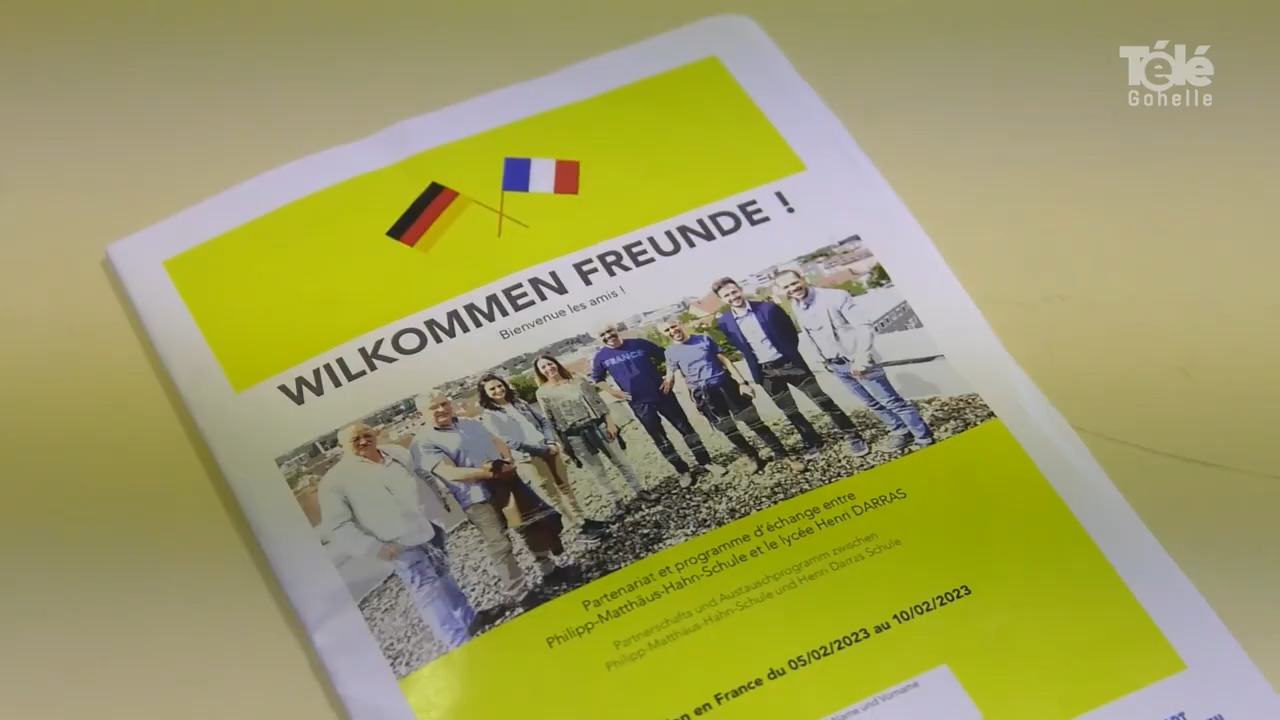 Télé
Gohelle
WILKOMMEN FREUNDE !
Bienvenue les amis !
FRANCE
Partenariat et programme d'échange entre
Philipp-Matthäus-Hahn-Schule et le lycée Henri DARRAS
Partnerschafts und Austauschprogramm zwischen
Philipp-Matthäus-Hahn-Schule und Henri Darras Schule
en France du 05/02/2023 au 10/02/2023
und Vorname